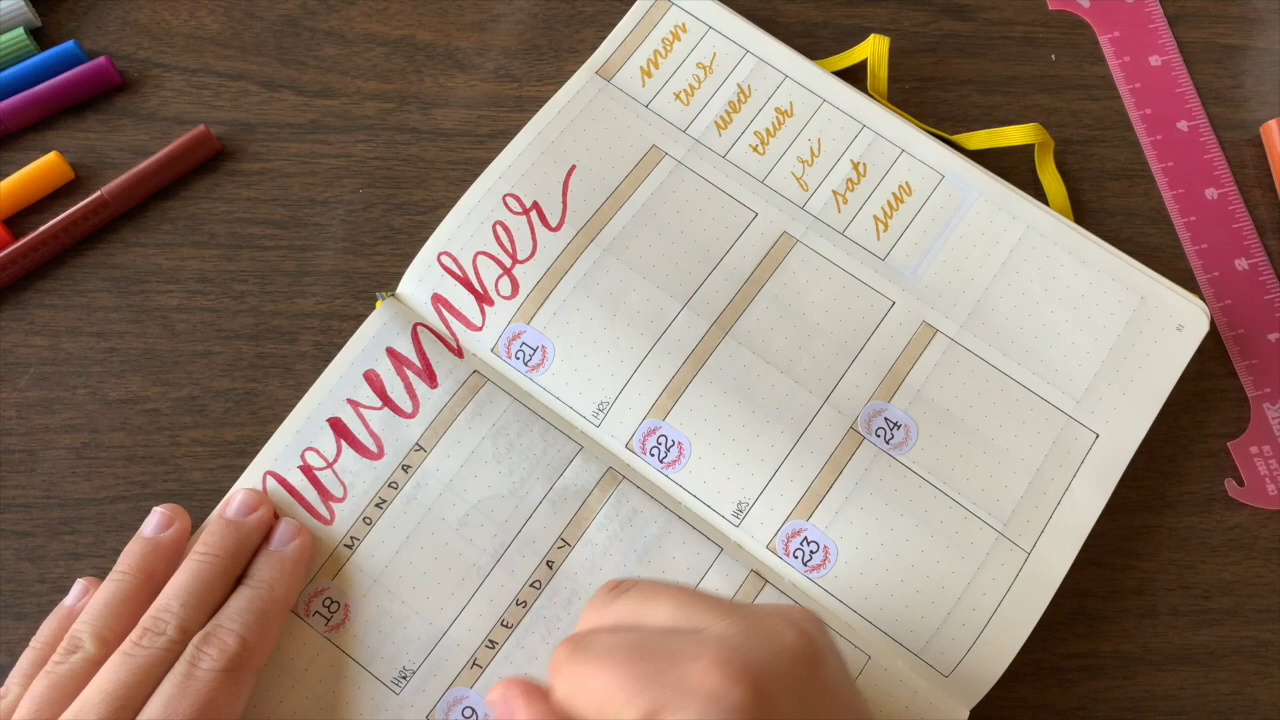 november
mon
tues
wed
thur
fri
sat
sun
MONDAY
18
HRS:
TUESDAY
21
HRS:
22
HRS:
24
23